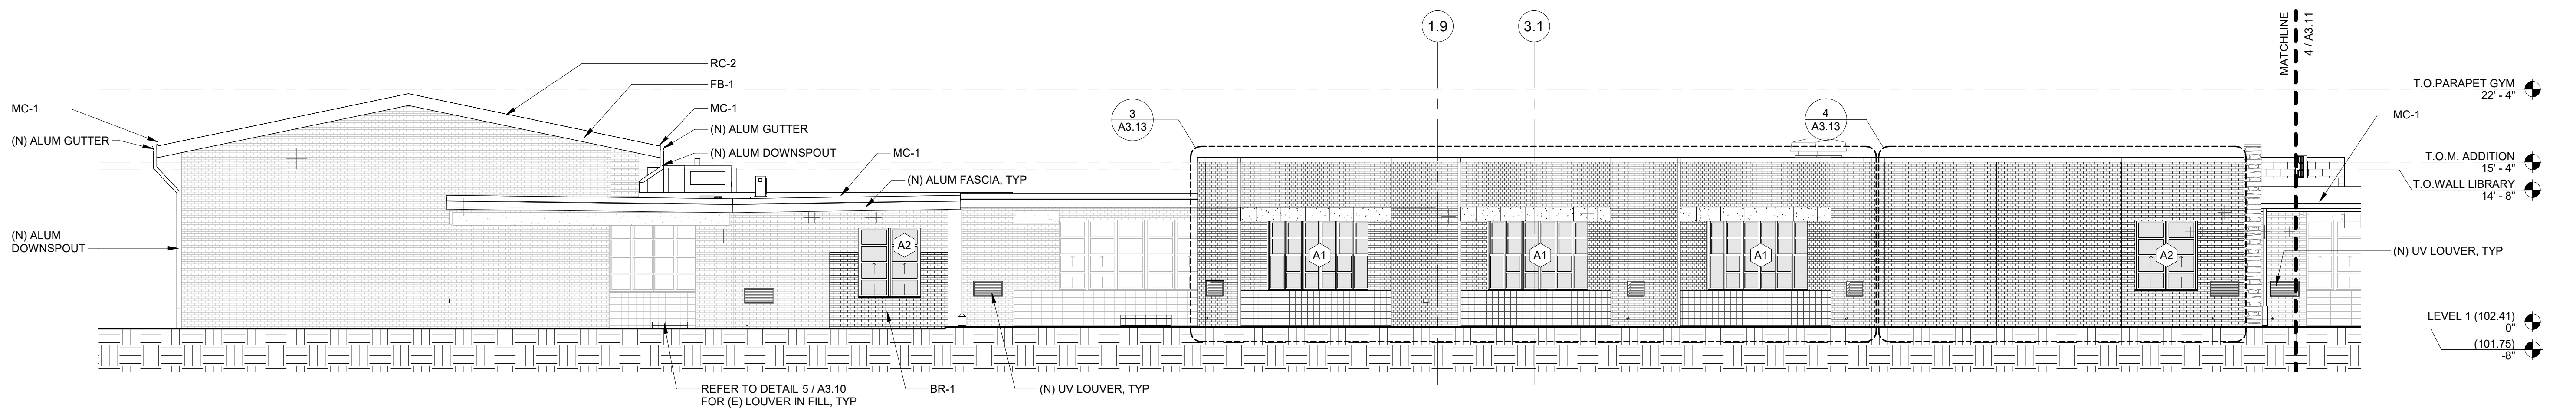 1.9
3.1
MATCHLINE
4 / A3.11
RC-2
FB-1
MC-1
MC-1
(N) ALUM GUTTER
(N) ALUM GUTTER
(N) ALUM DOWNSPOUT
MC-1
(N) ALUM FASCIA, TYP
3
A3.13
4
A3.13
T.O.PARAPET GYM
22' - 4"
MC-1
T.O.M. ADDITION
15' - 4"
T.O.WALL LIBRARY
14' - 8"
(N) ALUM
DOWNSPOUT
A2
A1
A1
A1
A2
(N) UV LOUVER, TYP
LEVEL 1 (102.41)
0"
(101.75)
-8"
REFER TO DETAIL 5 / A3.10
FOR (E) LOUVER IN FILL, TYP
BR-1
(N) UV LOUVER, TYP